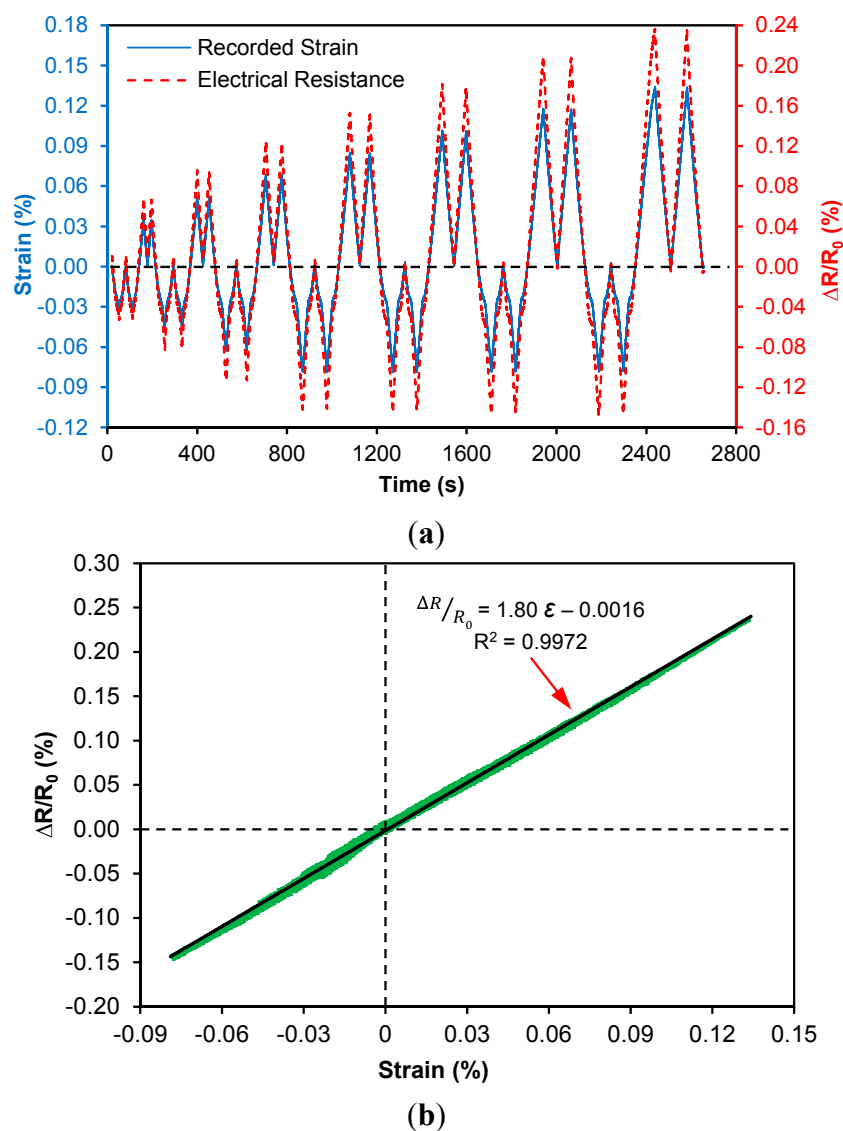 Recorded Strain
Electrical Resistance
Strain (%)
0.18
0.15
0.12
0.09
0.06
0.03
0.00
-0.03
-0.06
-0.09
-0.12
0.24
0.20
0.16
0.12
0.08
0.04
0.00
-0.04
-0.08
-0.12
-0.16
ΔR/R₀ (%)
0 400 800 1200 1600 2000 2400 2800
Time (s)
(a)
ΔR/R₀ (%)
0.30
0.25
0.20
0.15
0.10
0.05
0.00
-0.05
-0.10
-0.15
-0.20
ΔR/R₀ = 1.80 ε – 0.0016
R² = 0.9972
-0.09 -0.06 -0.03 0 0.03 0.06 0.09 0.12 0.15
Strain (%)
(b)